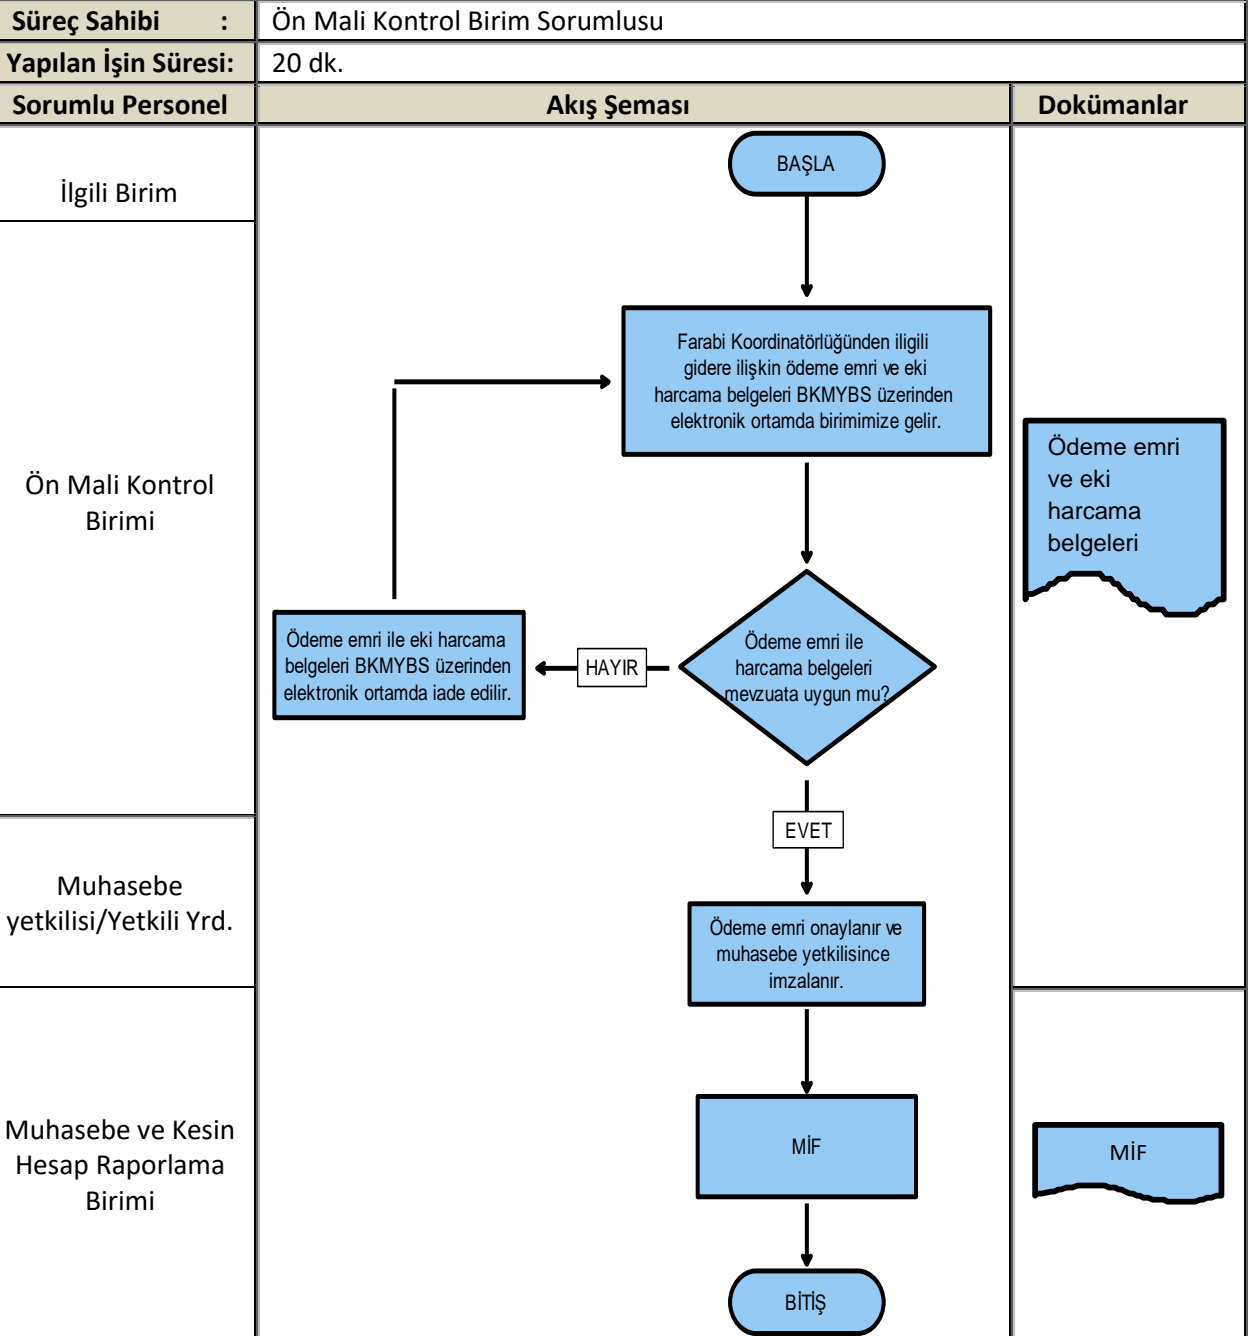 Süreç Sahibi :
Ön Mali Kontrol Birim Sorumlusu
Yapılan İşin Süresi:
20 dk.
Sorumlu Personel
Akış Şeması
Dokümanlar
İlgili Birim
BAŞLA
Farabi Koordinatörlüğünden iligili
gidere ilişkin ödeme emri ve eki
harcama belgeleri BKMYBS üzerinden
elektronik ortamda birimimize gelir.
Ön Mali Kontrol
Birimi
Ödeme emri
ve eki
harcama
belgeleri
Ödeme emri ile eki harcama
belgeleri BKMYBS üzerinden
elektronik ortamda iade edilir.
HAYIR
Ödeme emri ile
harcama belgeleri
mevzuata uygun mu?
EVET
Muhasebe
yetkilisi/Yetkili Yrd.
Ödeme emri onaylanır ve
muhasebe yetkilisince
imzalanır.
Muhasebe ve Kesin
Hesap Raporlama
Birimi
MİF
MİF
BİTİŞ